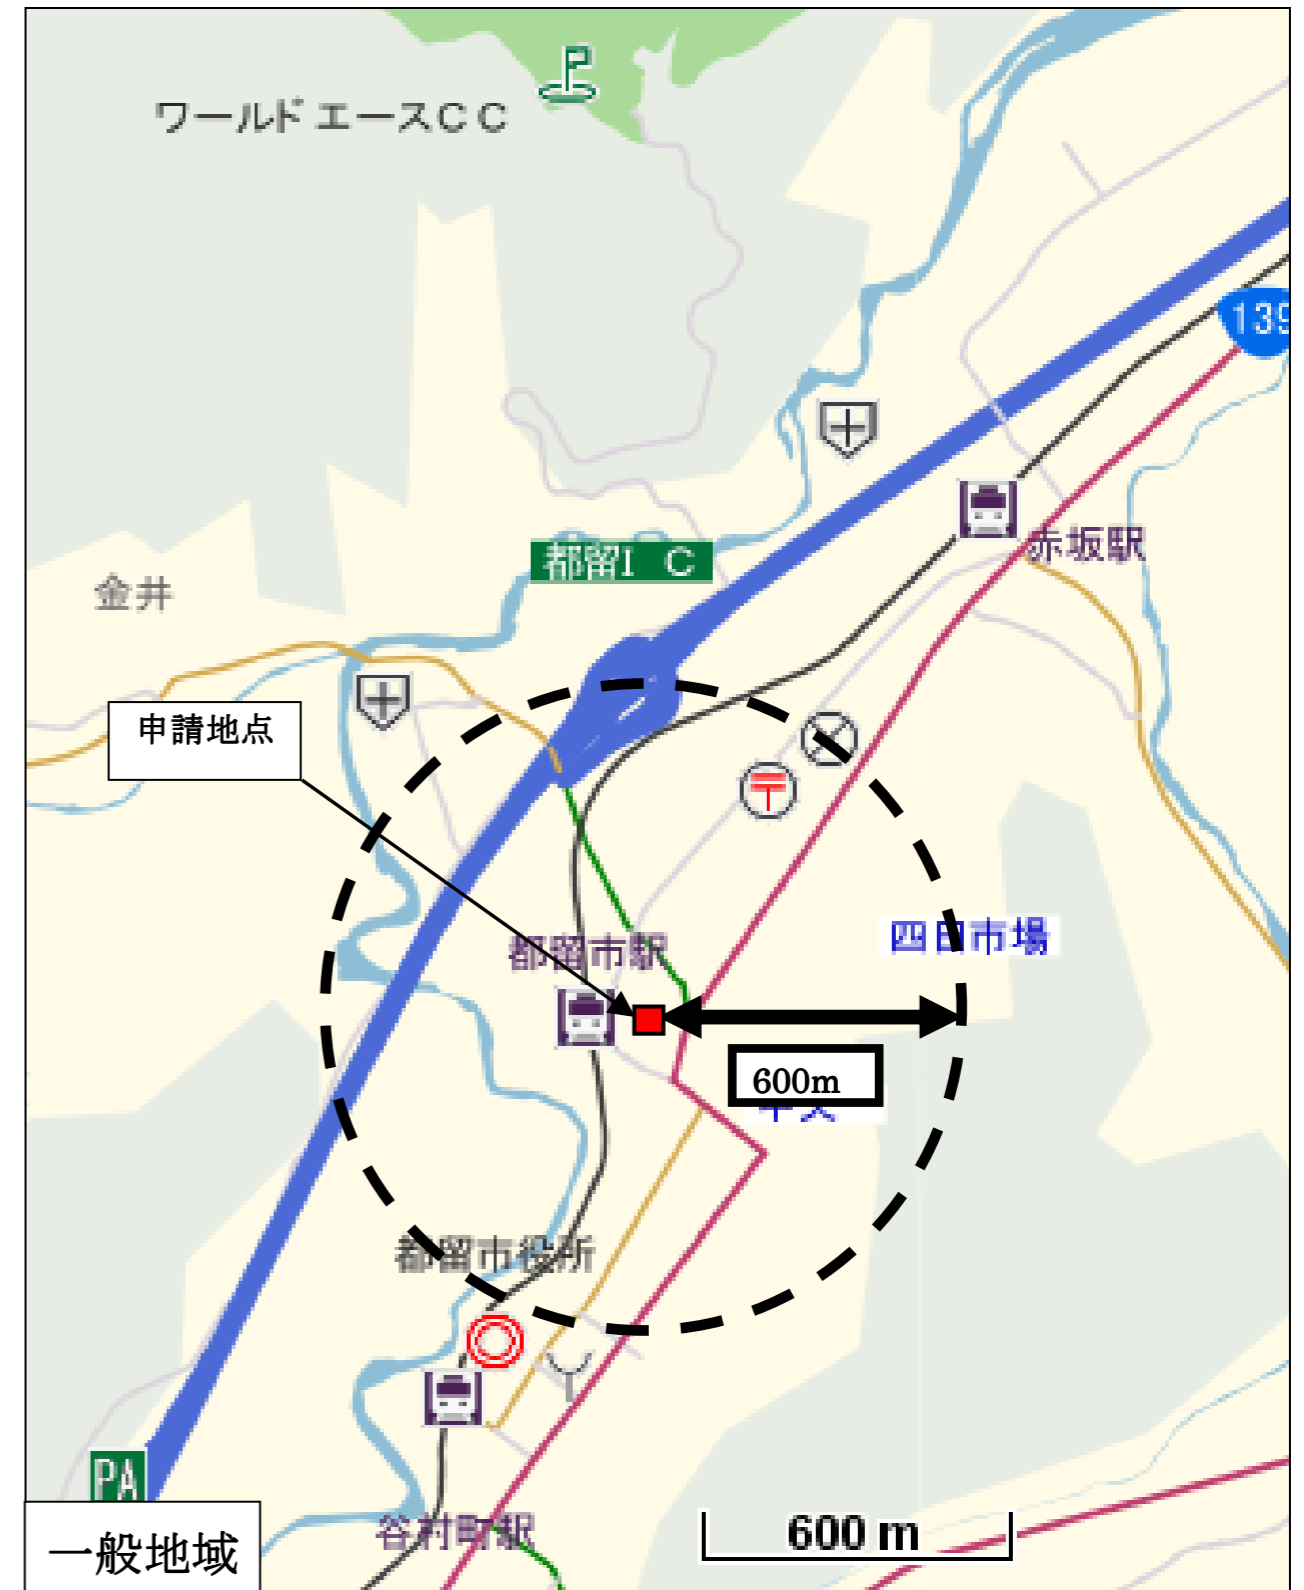 ワールドエースCC
139
赤坂駅
都留I C
金井
申請地点
四日市場
都留市駅
600m
都留市役所
PA
谷村町駅
600 m
一般地域